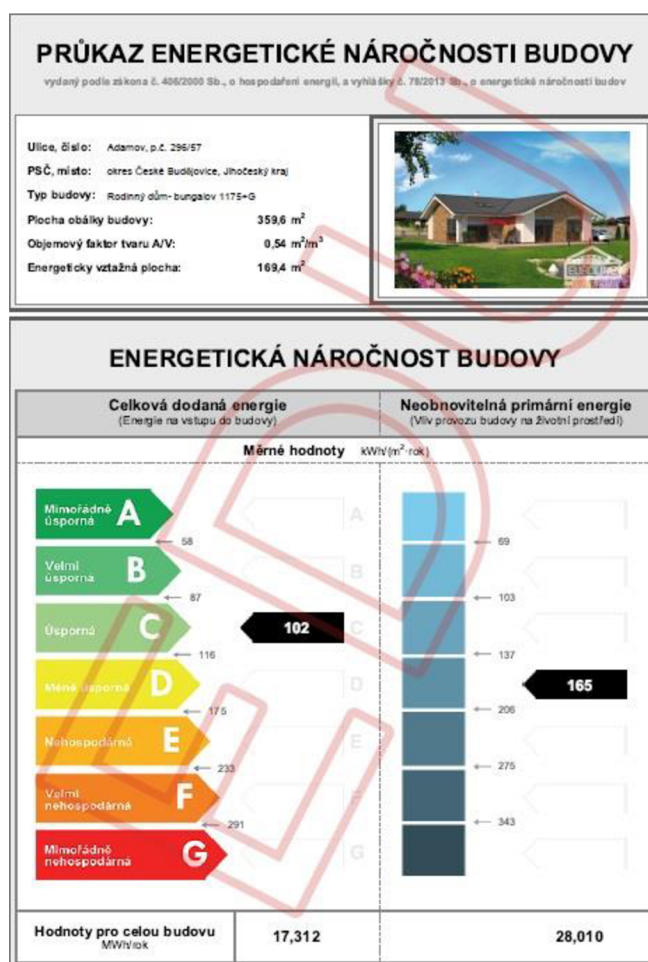 PRŮKAZ ENERGETICKÉ NÁROČNOSTI BUDOVY
vydaný podle zákona č. 406/2000 Sb., o hospodaření energií, a vyhlášky č. 78/2013 Sb., o energetické náročnosti budov
Ulice, číslo: Adamov, p.č. 296/57
PSČ, místo: okres České Budějovice, Jihočeský kraj
Typ budovy: Rodinný dům- bungalov 1175+G
Plocha obálky budovy: 359,6 m²
Objemový faktor tvaru A/V: 0,54 m²/m³
Energeticky vztažná plocha: 169,4 m²
ENERGETICKÁ NÁROČNOST BUDOVY
Celková dodaná energie
(Energie na vstupu do budovy)
Neobnovitelná primární energie
(Vliv provozu budovy na životní prostředí)
Měrné hodnoty kWh/(m²·rok)
Mimořádně úsporná A
A
58
69
Velmi úsporná B
B
87
103
Úsporná C
102
C
116
137
Méně úsporná D
D
165
175
206
Nehospodárná E
E
233
275
Velmi nehospodárná F
F
291
343
Mimořádně nehospodárná G
G
Hodnoty pro celou budovu
MWh/rok
17,312
28,010